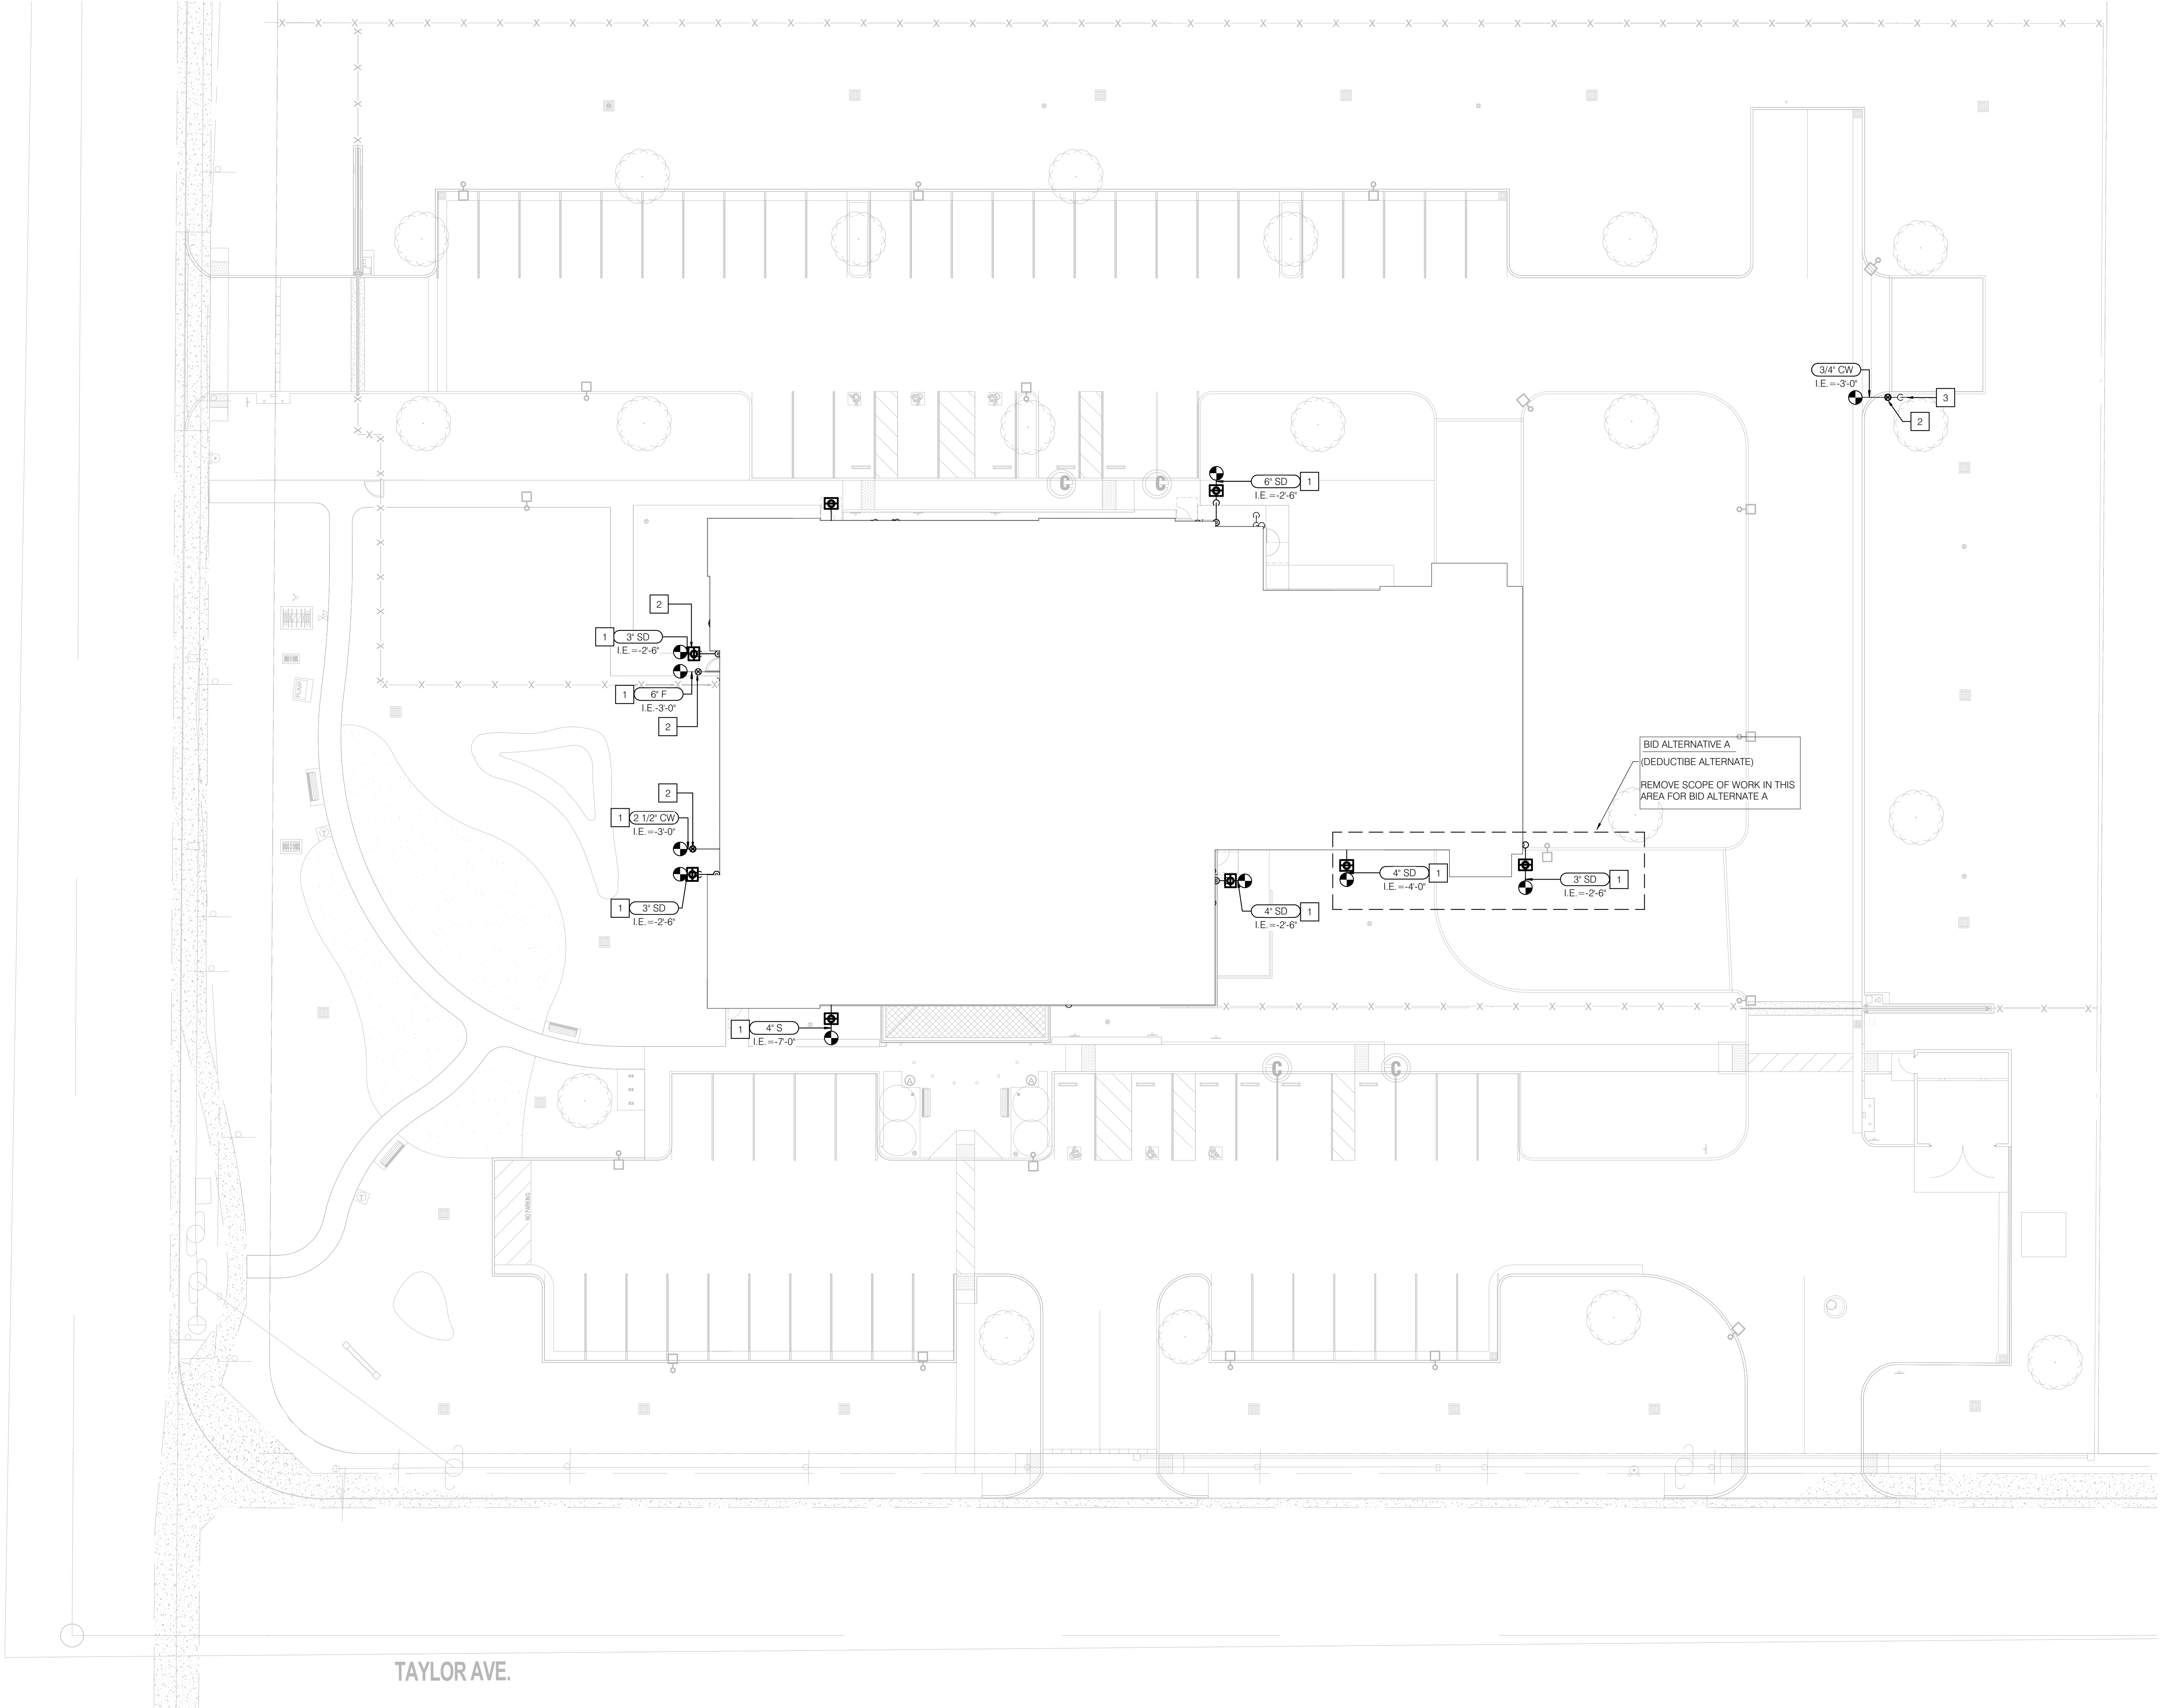 3/4" CW
I.E.=-3'-0"
3
2
C
C
6" SD
1
I.E.=-2'-6"
2
1
3" SD
I.E.=-2'-6"
1
6" F
I.E.-3'-0"
2
PUMP
BID ALTERNATIVE A
(DEDUCTIBE ALTERNATE)
REMOVE SCOPE OF WORK IN THIS
AREA FOR BID ALTERNATE A
2
1
2 1/2" CW
I.E.=-3'-0"
T
1
3" SD
I.E.=-2'-6"
4" SD
1
I.E.=-4'-0"
3" SD
1
I.E.=-2'-6"
4" SD
1
I.E.=-2'-6"
1
4" S
I.E.=-7'-0"
C
C
A
A
T
NO PARKING
TAYLOR AVE.